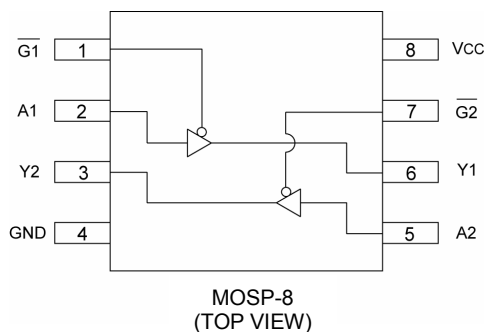 G1 1 8 VCC
A1 2 7 G2
Y2 3 6 Y1
GND 4 5 A2
MOSP-8
(TOP VIEW)